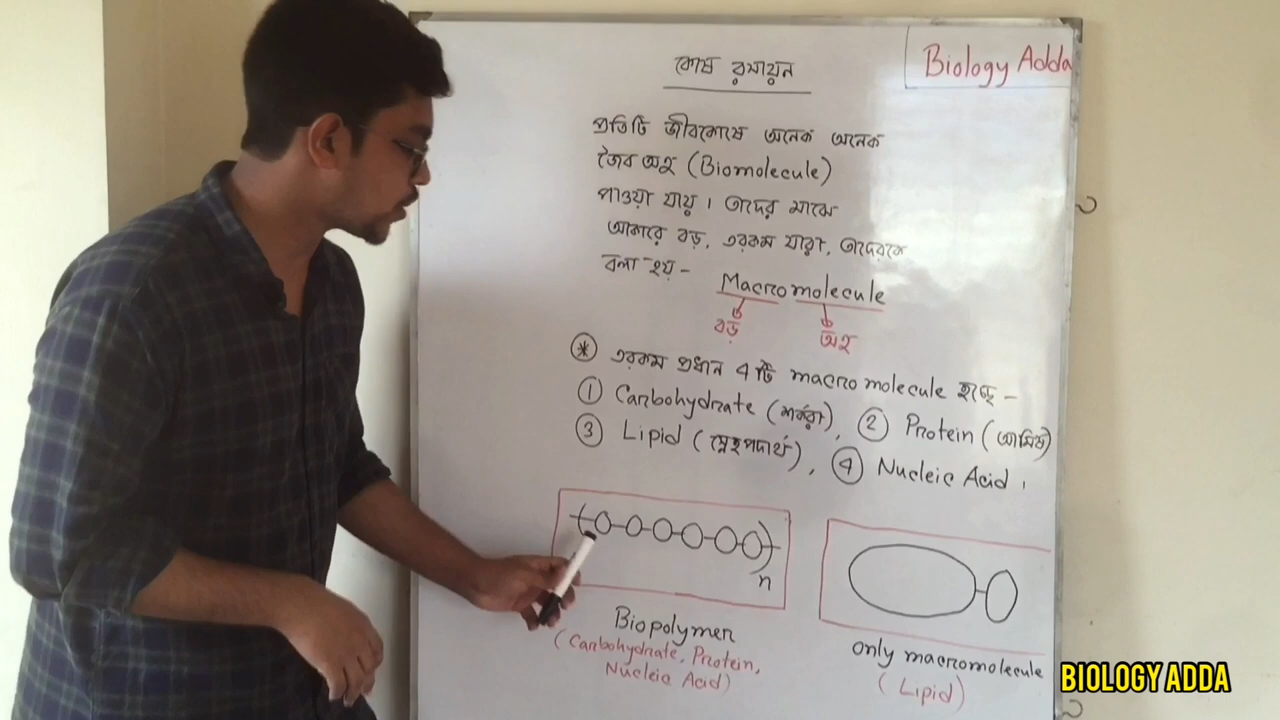 কোষ রসায়ন
Biology Adda
প্রতিটি জীবকোষে অনেক অনেক
জৈব অণু (Biomolecule)
পাওয়া যায়। তাদের মাঝে
আকারে বড়, এরকম যারা, তাদেরকে
বলা হয় -
Macromolecule
বড় অণু
* এরকম প্রধান 4টি macromolecule হচ্ছে -
① Carbohydrate (শর্করা), ② Protein (আমিষ)
③ Lipid (স্নেহপদার্থ), ④ Nucleic Acid।
n
Biopolymer
(Carbohydrate, Protein,
Nucleic Acid)
only macromolecule
(Lipid)
BIOLOGY ADDA